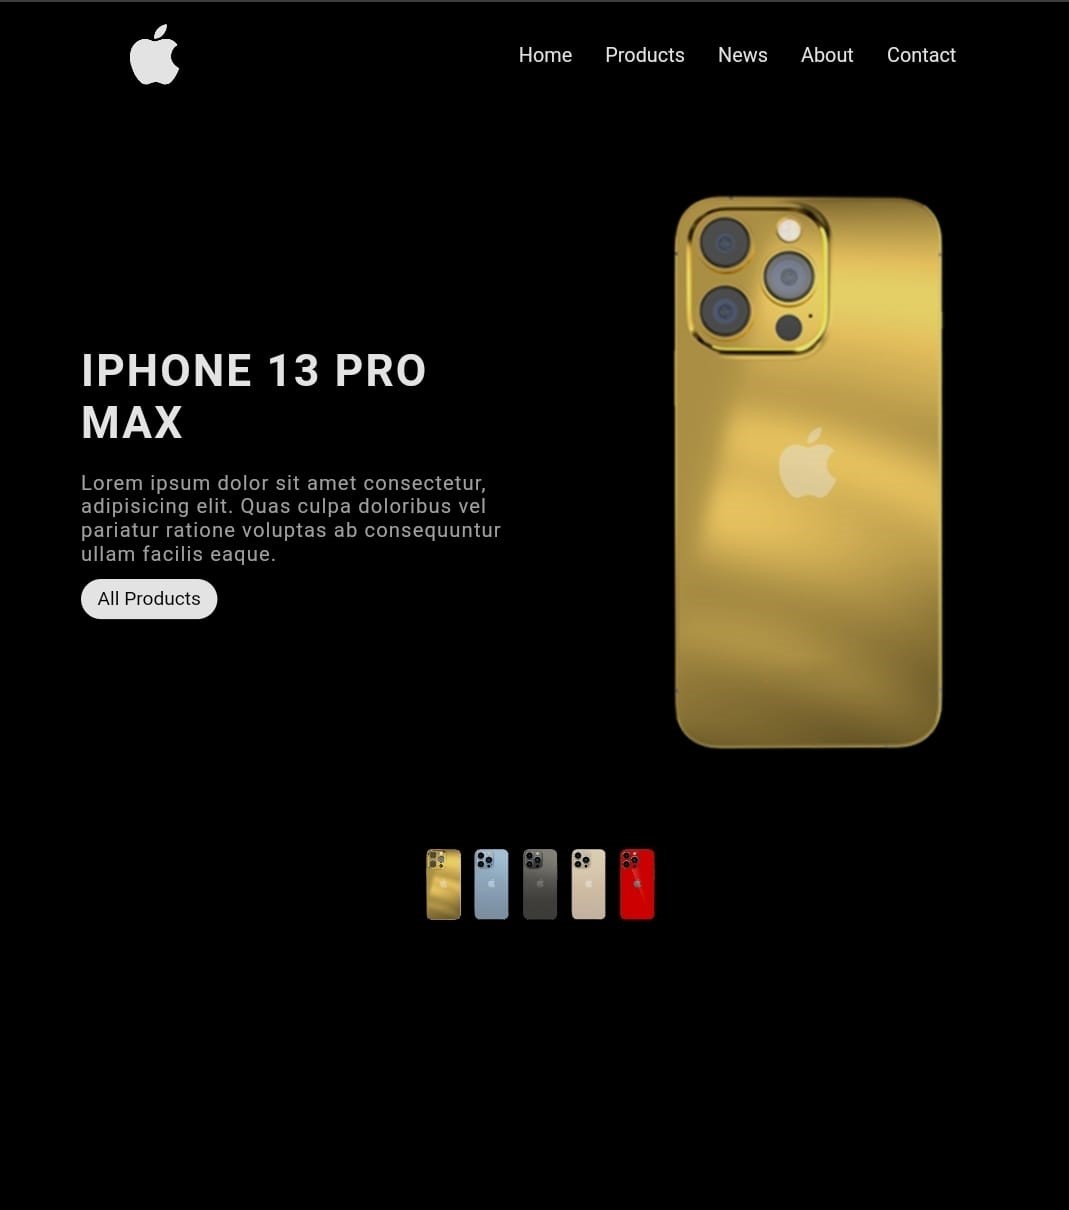 Home Products News About Contact
IPHONE 13 PRO
MAX
Lorem ipsum dolor sit amet consectetur,
adipisicing elit. Quas culpa doloribus vel
pariatur ratione voluptas ab consequuntur
ullam facilis eaque.
All Products